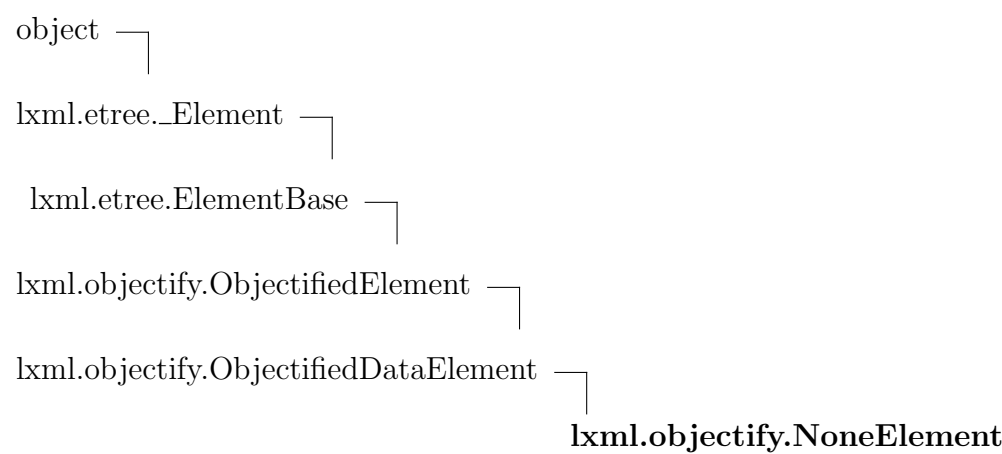 object
lxml.etree._Element
lxml.etree.ElementBase
lxml.objectify.ObjectifiedElement
lxml.objectify.ObjectifiedDataElement
lxml.objectify.NoneElement